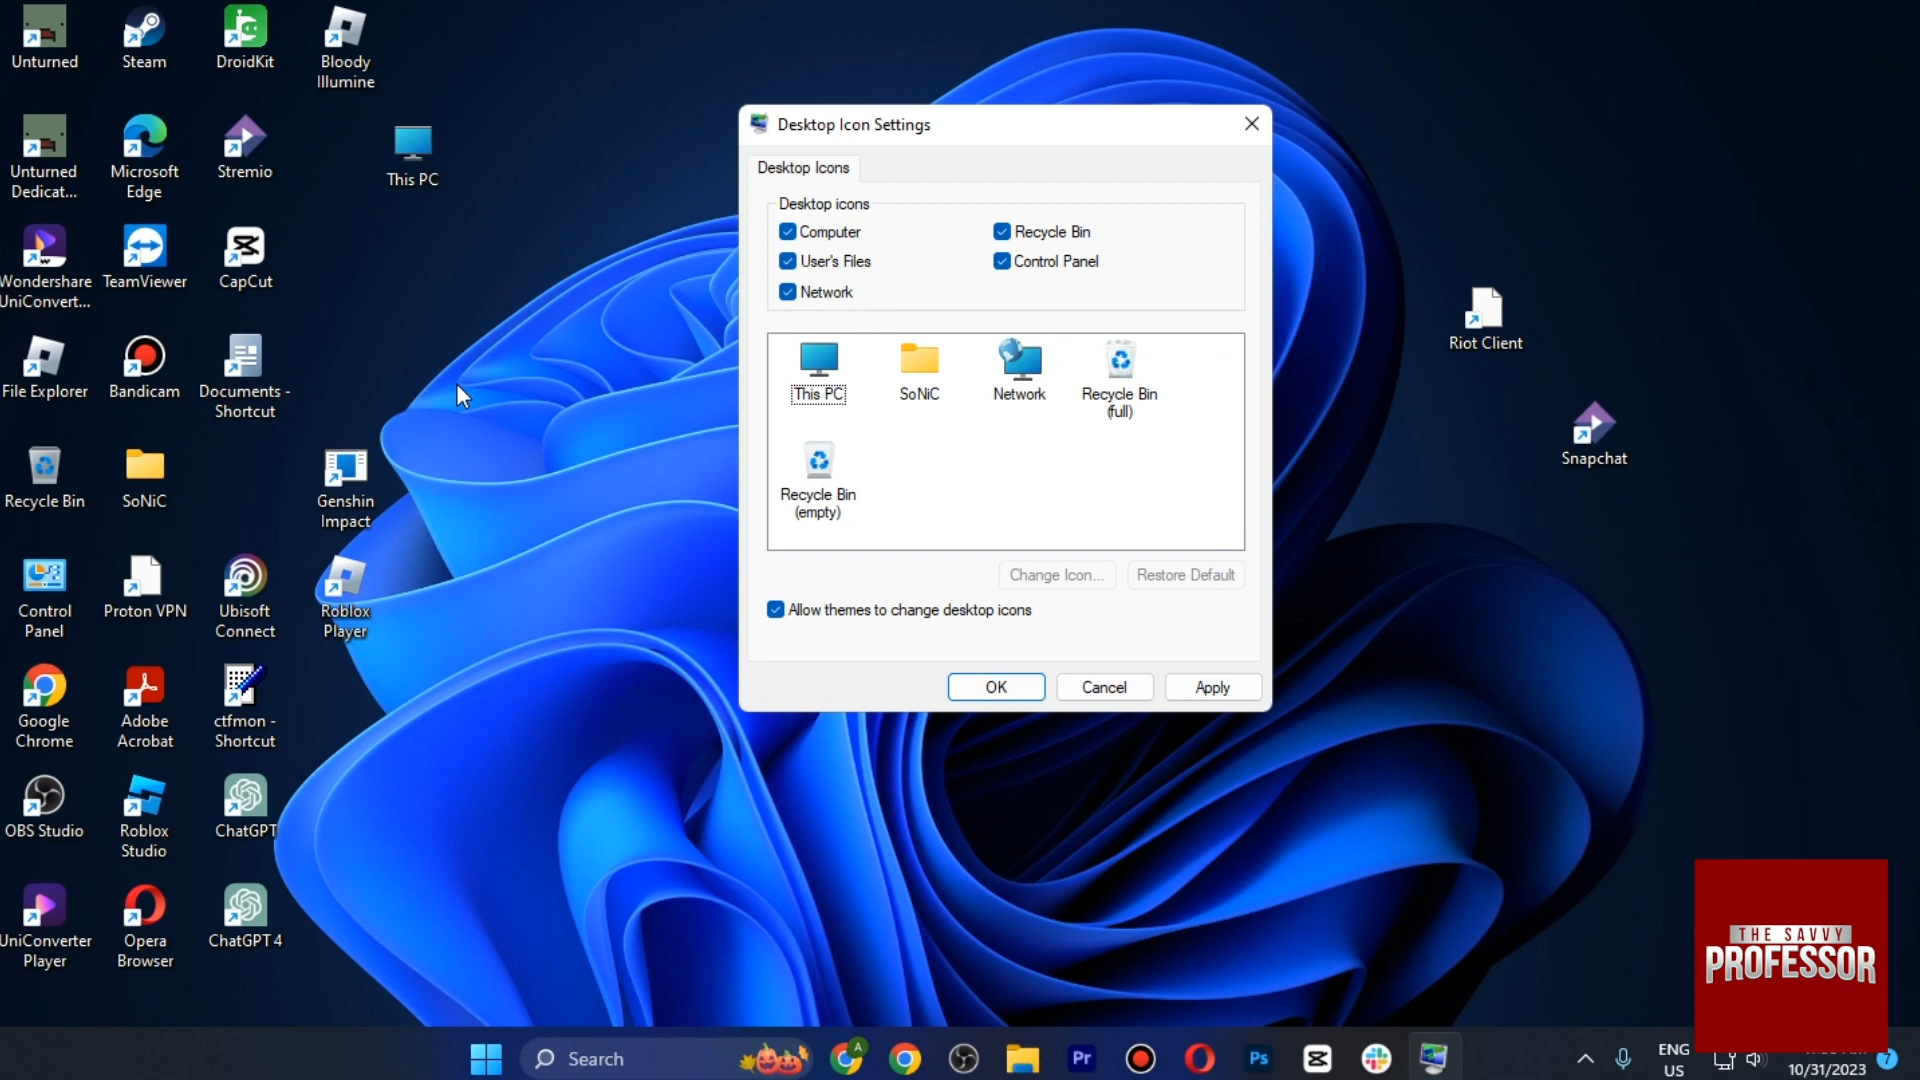 Unturned
Steam
DroidKit
Bloody
Illumine
Unturned
Dedicat...
Microsoft
Edge
Stremio
This PC
Wondershare
UniConvert...
TeamViewer
CapCut
File Explorer
Bandicam
Documents -
Shortcut
Recycle Bin
SoNiC
Genshin
Impact
Control
Panel
Proton VPN
Ubisoft
Connect
Roblox
Player
Google
Chrome
Adobe
Acrobat
ctfmon -
Shortcut
OBS Studio
Roblox
Studio
ChatGPT
UniConverter
Player
Opera
Browser
ChatGPT 4
Desktop Icon Settings
Desktop Icons
Desktop icons
Computer
Recycle Bin
User's Files
Control Panel
Network
This PC
SoNiC
Network
Recycle Bin
(full)
Recycle Bin
(empty)
Change Icon...
Restore Default
Allow themes to change desktop icons
OK
Cancel
Apply
Riot Client
Snapchat
THE SAVVY
PROFESSOR
Search
A
Pr
Ps
ENG
US
10/31/2023
7